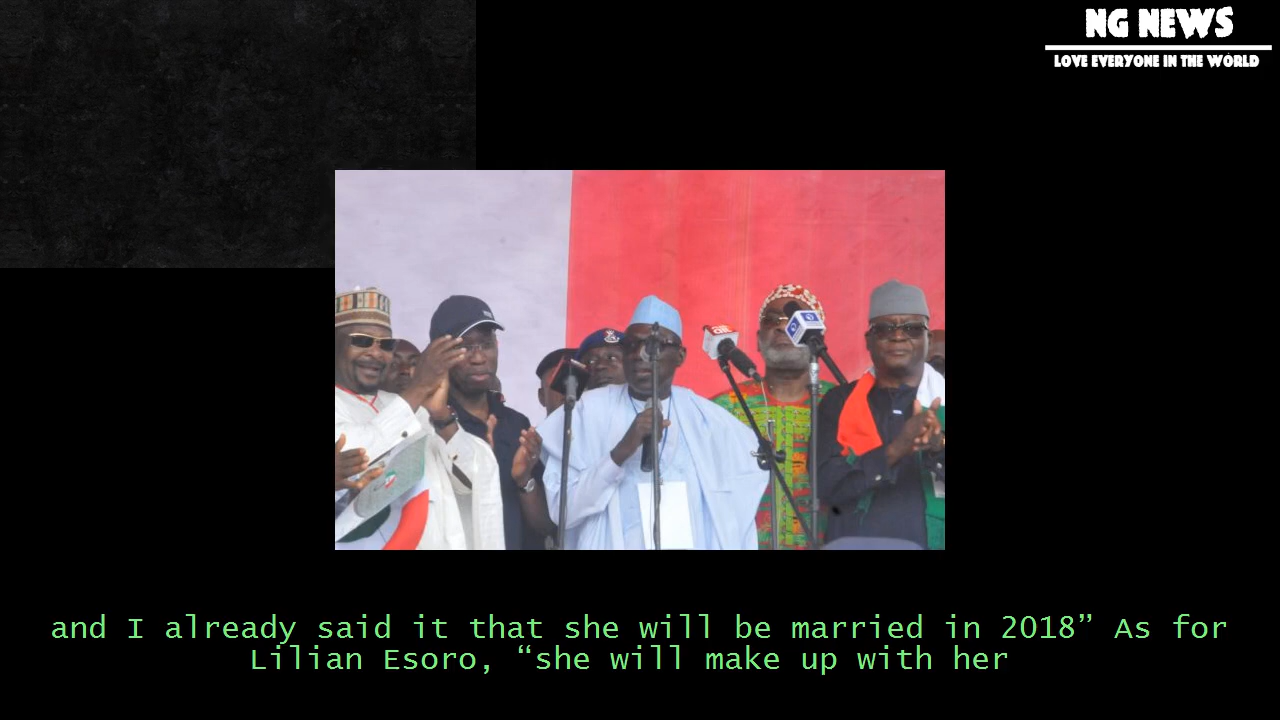 NG NEWS
LOVE EVERYONE IN THE WORLD
and I already said it that she will be married in 2018” As for
Lilian Esoro, “she will make up with her